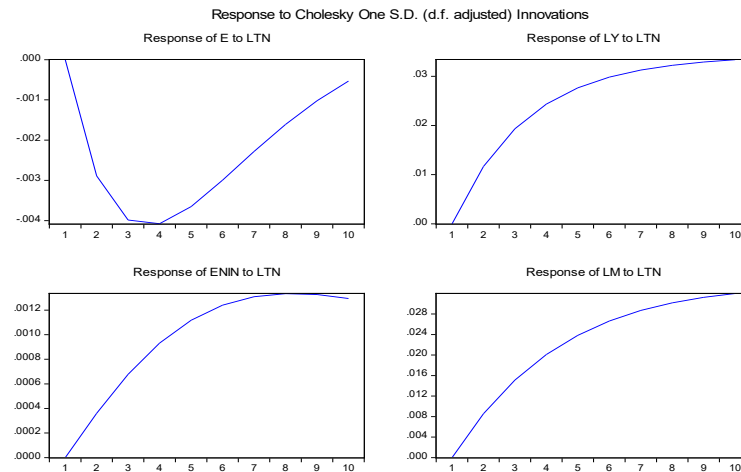 Response to Cholesky One S.D. (d.f. adjusted) Innovations
Response of E to LTN
.000
-.001
-.002
-.003
-.004
1 2 3 4 5 6 7 8 9 10
Response of LY to LTN
.03
.02
.01
.00
1 2 3 4 5 6 7 8 9 10
Response of ENIN to LTN
.0012
.0010
.0008
.0006
.0004
.0002
.0000
1 2 3 4 5 6 7 8 9 10
Response of LM to LTN
.028
.024
.020
.016
.012
.008
.004
.000
1 2 3 4 5 6 7 8 9 10